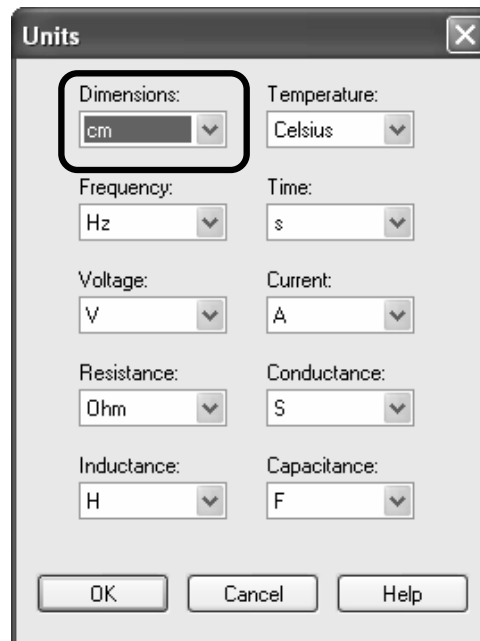 Units
Dimensions: Temperature:
cm Celsius
Frequency: Time:
Hz s
Voltage: Current:
V A
Resistance: Conductance:
Ohm S
Inductance: Capacitance:
H F
OK Cancel Help